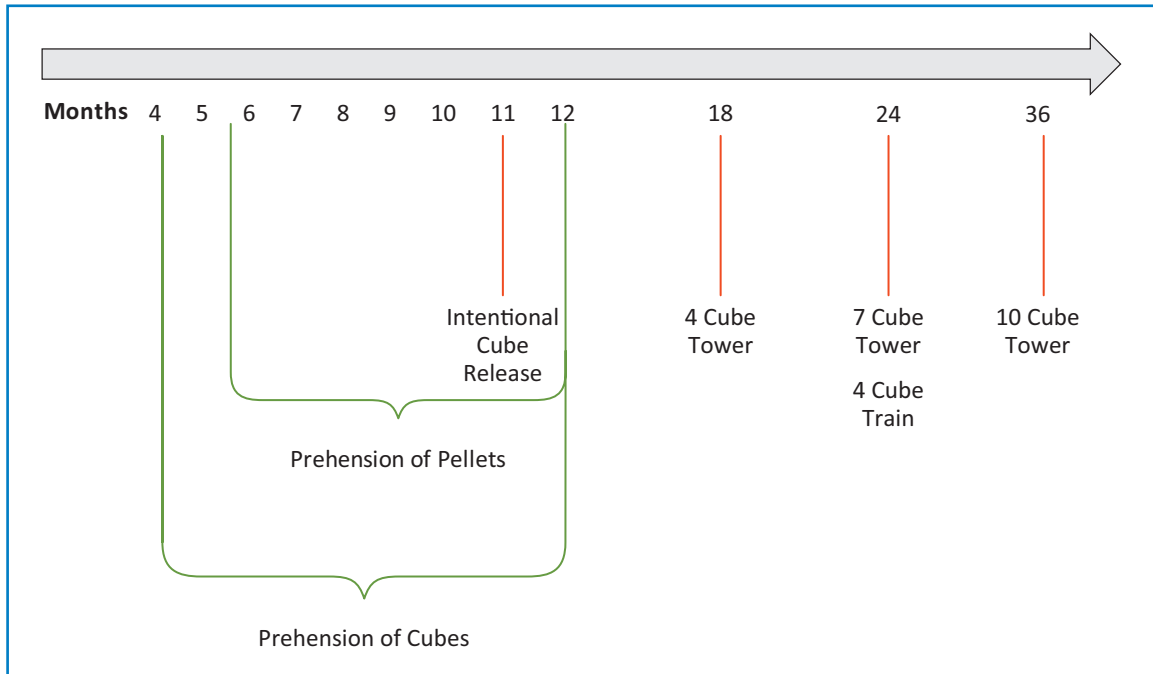 Months 4 5 6 7 8 9 10 11 12 18 24 36
Intentional
Cube
Release
4 Cube
Tower
7 Cube
Tower
4 Cube
Train
10 Cube
Tower
Prehension of Pellets
Prehension of Cubes